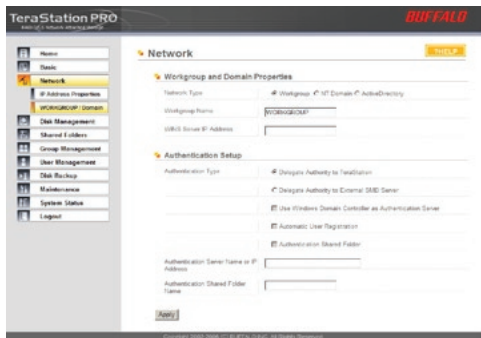 TeraStation PRO
BUFFALO
Home
Basic
Network
IP Address Properties
WORKGROUP / Domain
Disk Management
Shared Folders
Group Management
User Management
Disk Backup
Maintenance
System Status
Logout
Network
HELP
Workgroup and Domain Properties
Network Type
Workgroup NT Domain ActiveDirectory
Workgroup Name
WORKGROUP
WINS Server IP Address
Authentication Setup
Authentication Type
Delegate Authority to TeraStation
Delegate Authority to External SMB Server
Use Windows Domain Controller as Authentication Server
Automatic User Registration
Authentication Shared Folder
Authentication Server Name or IP
Address
Authentication Shared Folder
Name
Apply